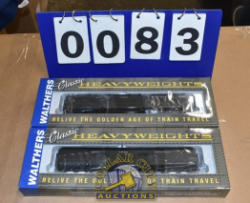 0083
WALTHERS
Classic
HEAVYWEIGHTS
RELIVE THE GOLDEN AGE OF TRAIN TRAVEL
WALTHERS
Classic
HEAVYWEIGHTS
RELIVE THE GOLDEN AGE OF TRAIN TRAVEL
AUCTIONS